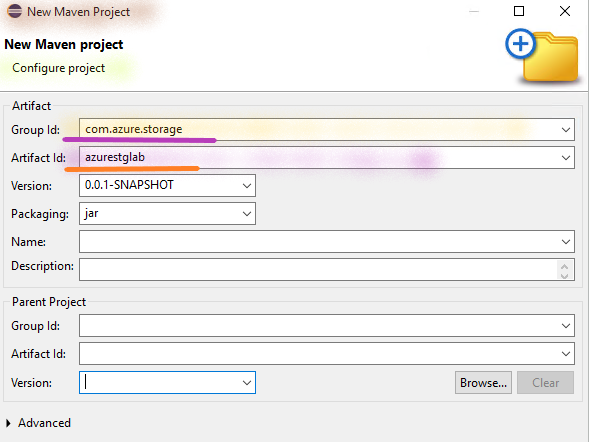 New Maven Project
New Maven project
Configure project
Artifact
Group Id: com.azure.storage
Artifact Id: azurestglab
Version: 0.0.1-SNAPSHOT
Packaging: jar
Name:
Description:
Parent Project
Group Id:
Artifact Id:
Version: Browse... Clear
Advanced